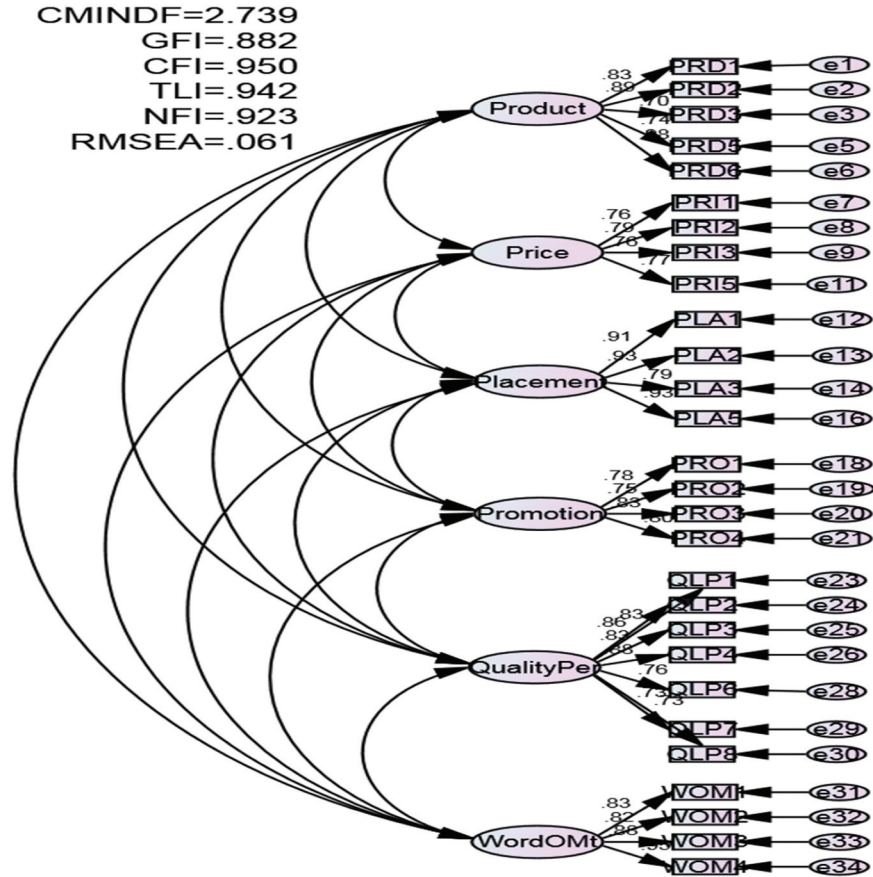 CMINDF=2.739
GFI=.882
CFI=.950
TLI=.942
NFI=.923
RMSEA=.061
Product
.83
.89
.70
.74
PRD1
e1
PRD2
e2
PRD3
e3
PRD5
e5
PRD6
e6
Price
.76
.79
.76
.77
PRI1
e7
PRI2
e8
PRI3
e9
PRI5
e11
Placement
.91
.93
.79
.93
PLA1
e12
PLA2
e13
PLA3
e14
PLA5
e16
Promotion
.78
.75
.83
PRO1
e18
PRO2
e19
PRO3
e20
PRO4
e21
QualityPer
.83
.86
.83
.76
.73
.73
QLP1
e23
QLP2
e24
QLP3
e25
QLP4
e26
QLP6
e28
QLP7
e29
QLP8
e30
WordOMt
.83
.82
.88
WOM1
e31
WOM2
e32
WOM3
e33
WOM4
e34